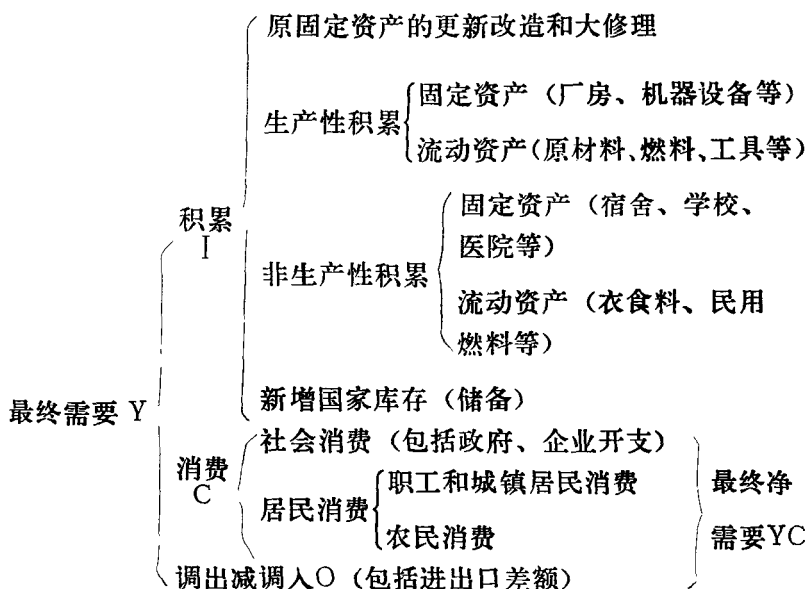 原固定资产的更新改造和大修理
生产性积累
固定资产（厂房、机器设备等）
流动资产(原材料、燃料、工具等)
积累
I
非生产性积累
固定资产（宿舍、学校、
医院等）
流动资产（衣食料、民用
燃料等）
新增国家库存（储备）
最终需要 Y
消费
C
社会消费（包括政府、企业开支）
居民消费
职工和城镇居民消费
农民消费
最终净
需要YC
调出减调入O（包括进出口差额）